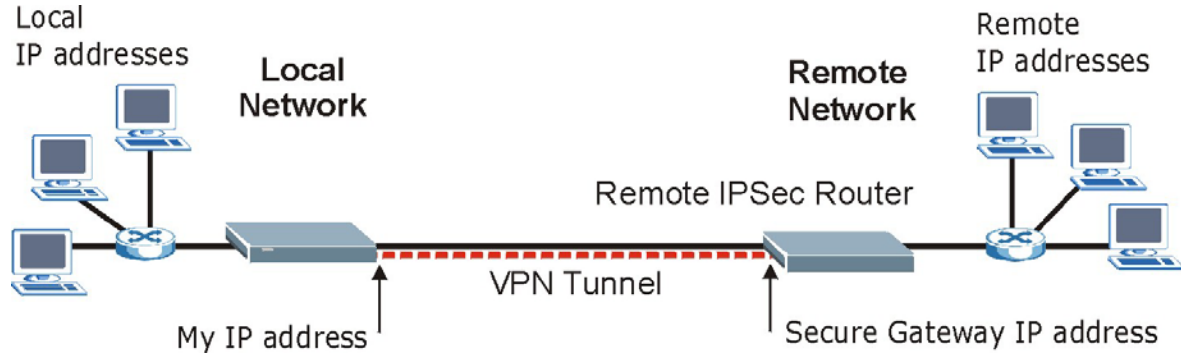 Local
IP addresses
Local
Network
Remote
Network
Remote
IP addresses
Remote IPSec Router
VPN Tunnel
My IP address
Secure Gateway IP address